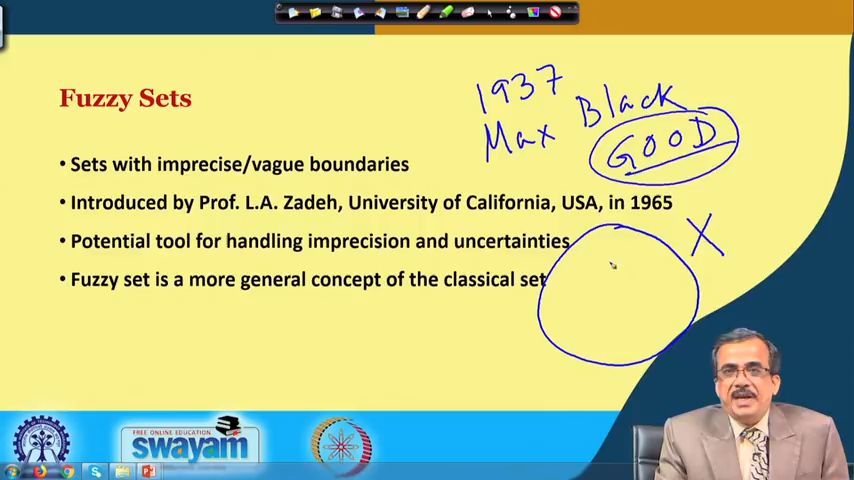 Fuzzy Sets
1937
Max Black
GOOD
• Sets with imprecise/vague boundaries
• Introduced by Prof. L.A. Zadeh, University of California, USA, in 1965
• Potential tool for handling imprecision and uncertainties
• Fuzzy set is a more general concept of the classical set
X
FREE ONLINE EDUCATION
swayam